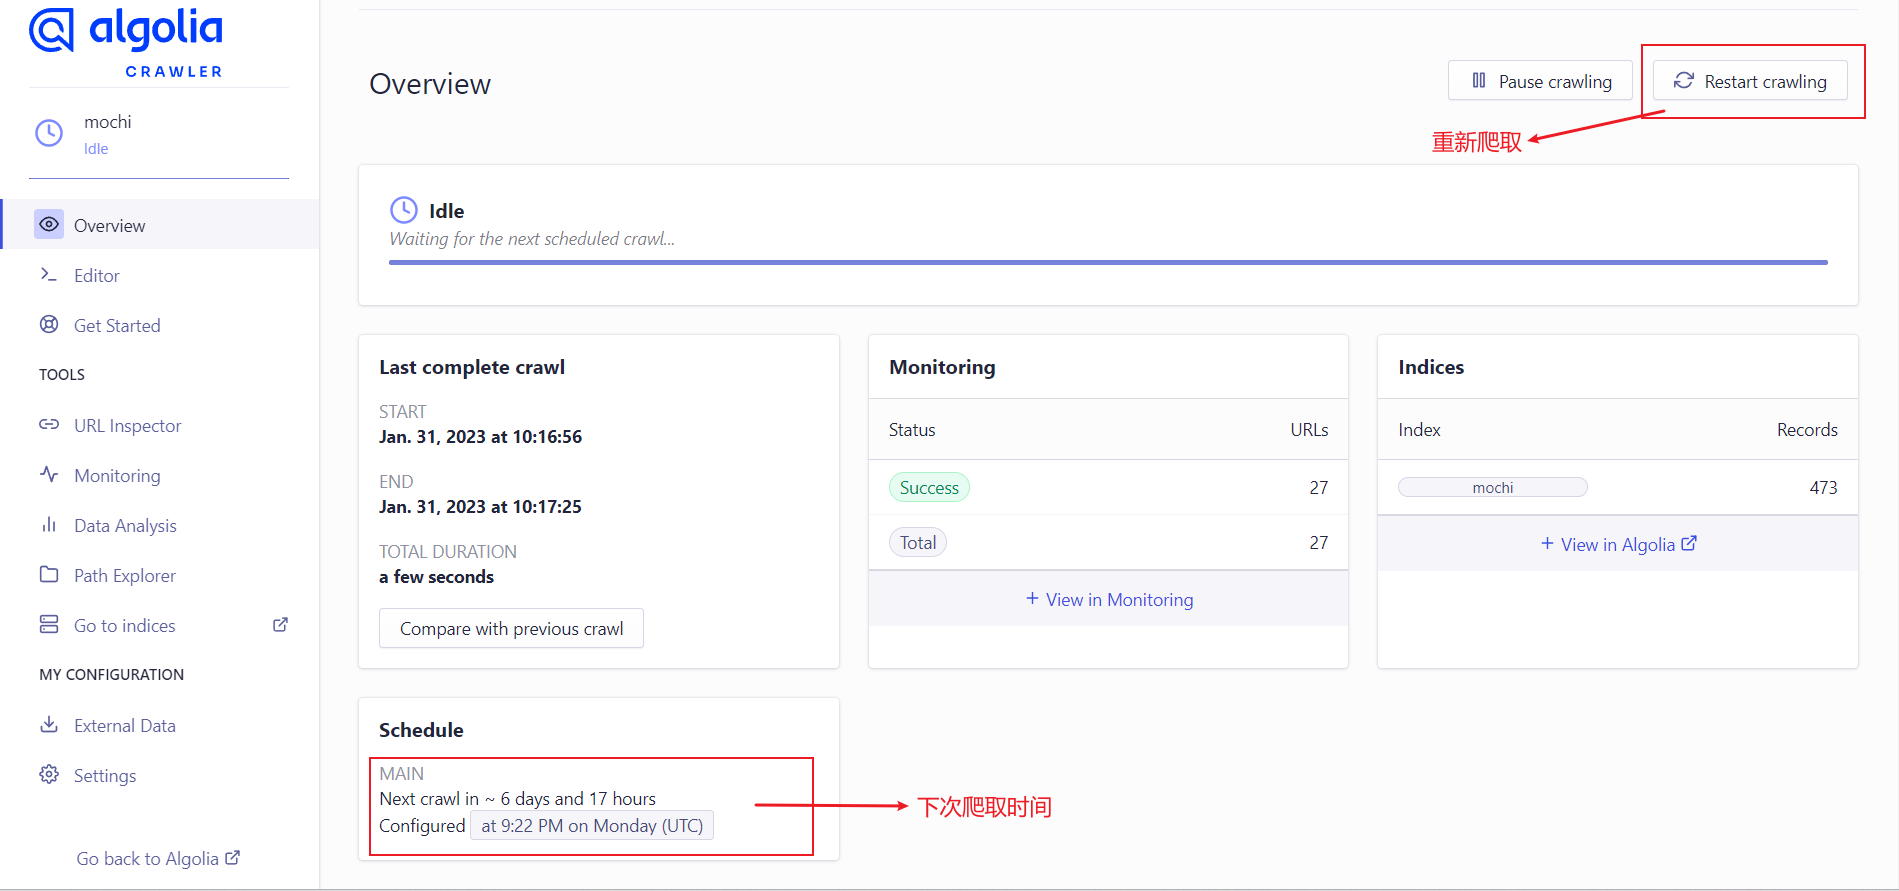 algolia
CRAWLER
mochi
Idle
Overview
Editor
Get Started
TOOLS
URL Inspector
Monitoring
Data Analysis
Path Explorer
Go to indices
MY CONFIGURATION
External Data
Settings
Go back to Algolia
Overview
Pause crawling
Restart crawling
重新爬取
Idle
Waiting for the next scheduled crawl...
Last complete crawl
START
Jan. 31, 2023 at 10:16:56
END
Jan. 31, 2023 at 10:17:25
TOTAL DURATION
a few seconds
Compare with previous crawl
Monitoring
Status URLs
Success 27
Total 27
+ View in Monitoring
Indices
Index Records
mochi 473
+ View in Algolia
Schedule
MAIN
Next crawl in ~ 6 days and 17 hours
Configured at 9:22 PM on Monday (UTC)
下次爬取时间